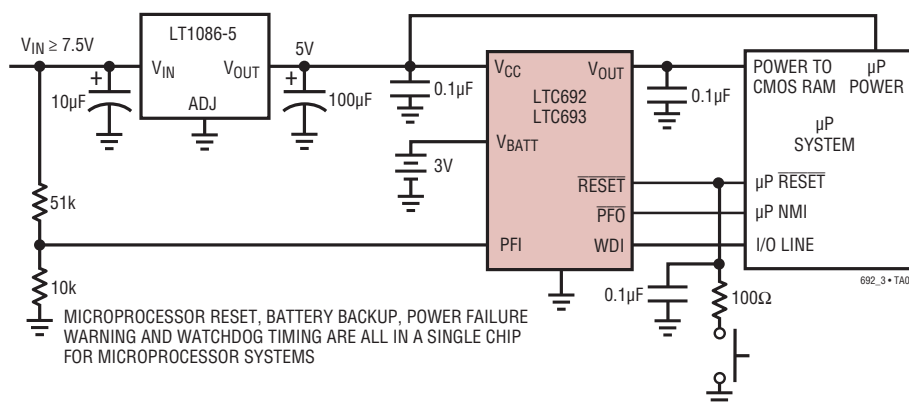 V_IN ≥ 7.5V
LT1086-5
V_IN V_OUT
ADJ
5V
10µF
100µF
0.1µF
V_CC V_OUT
LTC692
LTC693
V_BATT
3V
R̅E̅S̅E̅T̅
P̅F̅O̅
PFI WDI
0.1µF
POWER TO µP
CMOS RAM POWER
µP
SYSTEM
µP R̅E̅S̅E̅T̅
µP NMI
I/O LINE
692_3 • TA0
51k
10k
0.1µF
100Ω
MICROPROCESSOR RESET, BATTERY BACKUP, POWER FAILURE
WARNING AND WATCHDOG TIMING ARE ALL IN A SINGLE CHIP
FOR MICROPROCESSOR SYSTEMS